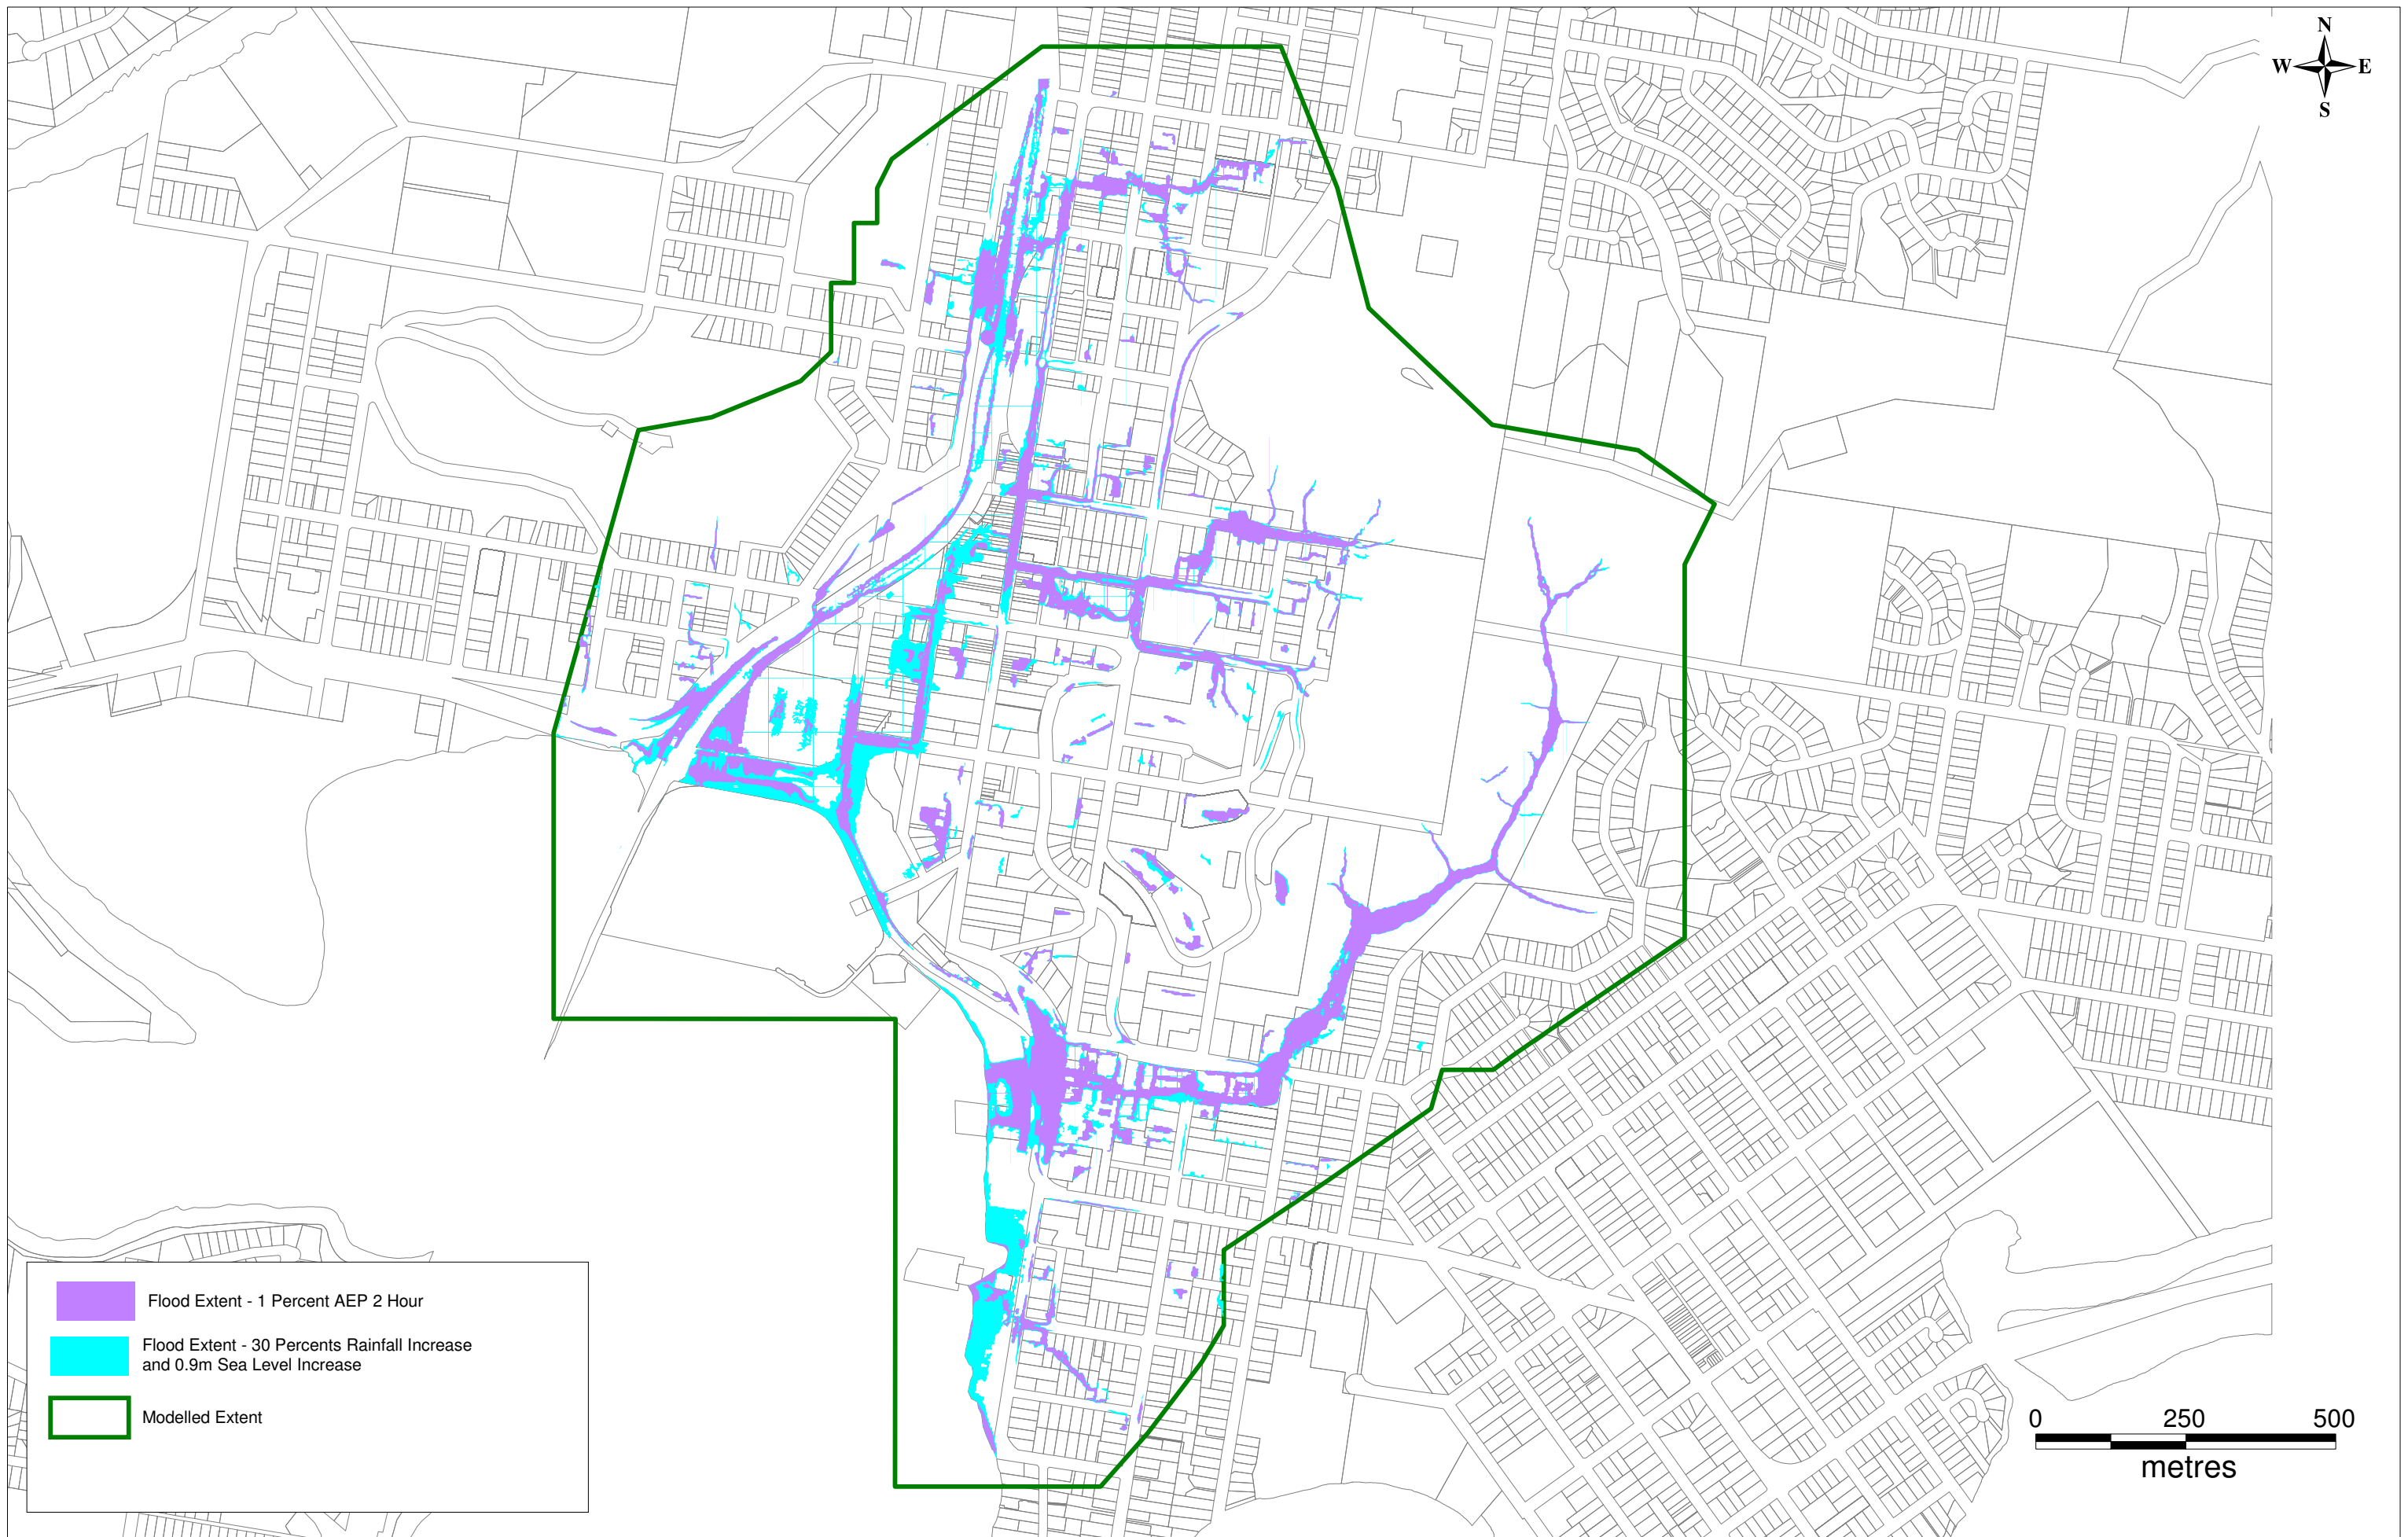 N
W E
S
Flood Extent - 1 Percent AEP 2 Hour
Flood Extent - 30 Percents Rainfall Increase
and 0.9m Sea Level Increase
Modelled Extent
0 250 500
metres